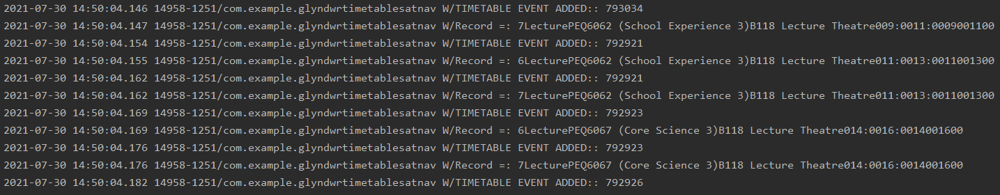 2021-07-30 14:50:04.146 14958-1251/com.example.glyndwrtimetablesatnav W/TIMETABLE EVENT ADDED:: 793034
2021-07-30 14:50:04.147 14958-1251/com.example.glyndwrtimetablesatnav W/Record =: 7LecturePEQ6062 (School Experience 3)B118 Lecture Theatre009:0011:0009001100
2021-07-30 14:50:04.154 14958-1251/com.example.glyndwrtimetablesatnav W/TIMETABLE EVENT ADDED:: 792921
2021-07-30 14:50:04.155 14958-1251/com.example.glyndwrtimetablesatnav W/Record =: 6LecturePEQ6062 (School Experience 3)B118 Lecture Theatre011:0013:0011001300
2021-07-30 14:50:04.162 14958-1251/com.example.glyndwrtimetablesatnav W/TIMETABLE EVENT ADDED:: 792921
2021-07-30 14:50:04.162 14958-1251/com.example.glyndwrtimetablesatnav W/Record =: 7LecturePEQ6062 (School Experience 3)B118 Lecture Theatre011:0013:0011001300
2021-07-30 14:50:04.169 14958-1251/com.example.glyndwrtimetablesatnav W/TIMETABLE EVENT ADDED:: 792923
2021-07-30 14:50:04.169 14958-1251/com.example.glyndwrtimetablesatnav W/Record =: 6LecturePEQ6067 (Core Science 3)B118 Lecture Theatre014:0016:0014001600
2021-07-30 14:50:04.176 14958-1251/com.example.glyndwrtimetablesatnav W/TIMETABLE EVENT ADDED:: 792923
2021-07-30 14:50:04.176 14958-1251/com.example.glyndwrtimetablesatnav W/Record =: 7LecturePEQ6067 (Core Science 3)B118 Lecture Theatre014:0016:0014001600
2021-07-30 14:50:04.182 14958-1251/com.example.glyndwrtimetablesatnav W/TIMETABLE EVENT ADDED:: 792926